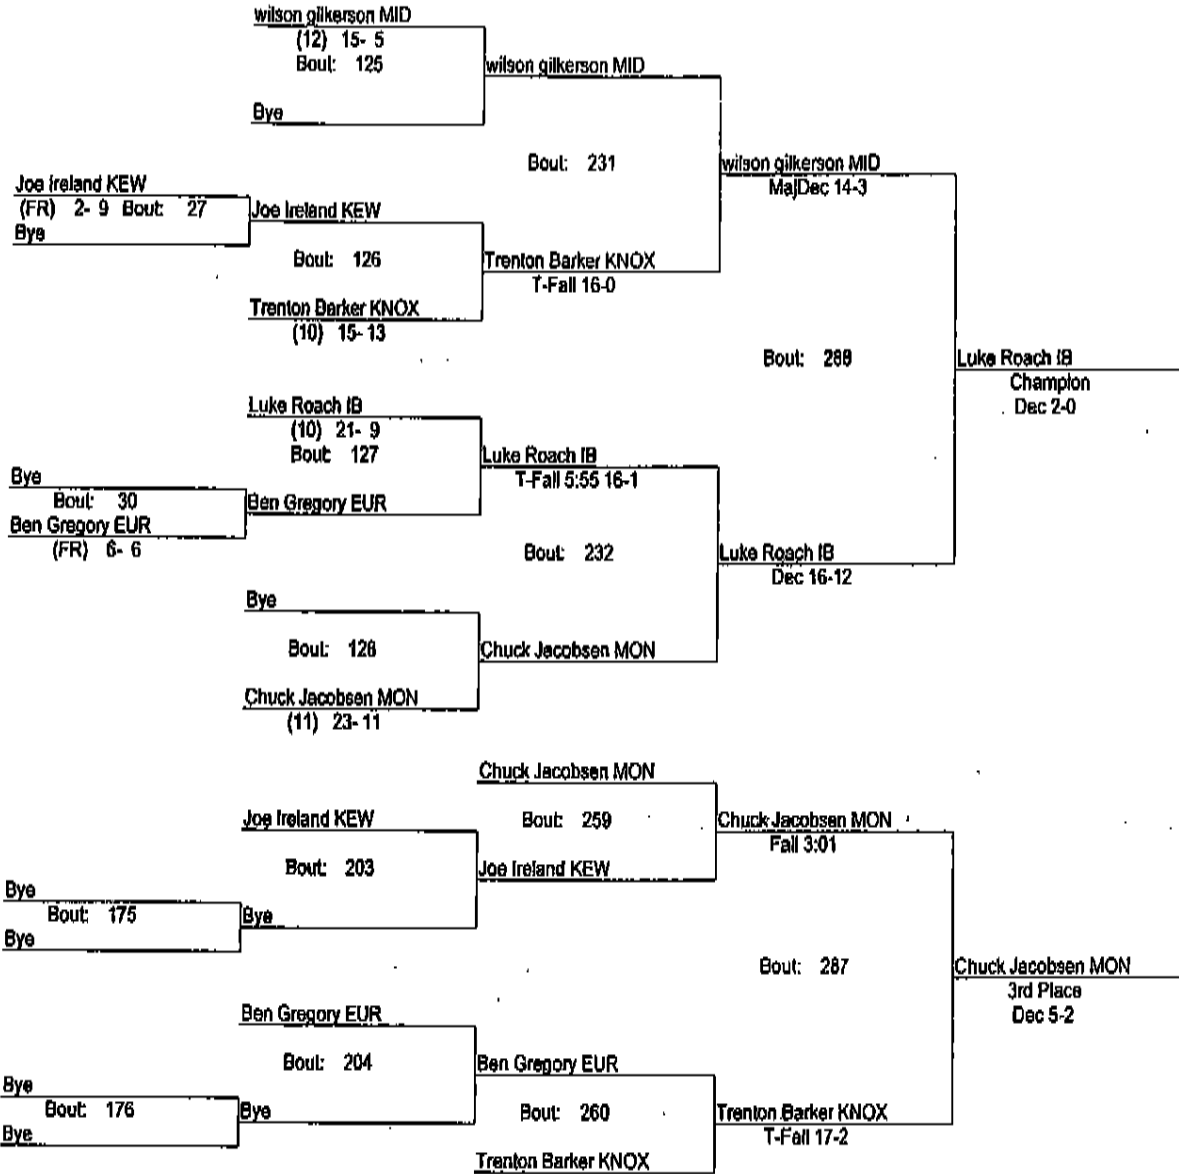 wilson gilkerson MID
(12) 15- 5
Bout: 125
wilson gilkerson MID
Bye
Bout: 231
wilson gilkerson MID
MajDec 14-3
Joe Ireland KEW
(FR) 2- 9 Bout: 27
Bye
Joe Ireland KEW
Bout: 126
Trenton Barker KNOX
T-Fall 16-0
Trenton Barker KNOX
(10) 15-13
Bout: 288
Luke Roach IB
Champion
Dec 2-0
Luke Roach IB
(10) 21- 9
Bout: 127
Luke Roach IB
T-Fall 5:55 16-1
Bye
Bout: 30
Ben Gregory EUR
(FR) 6- 6
Ben Gregory EUR
Bout: 232
Luke Roach IB
Dec 16-12
Bye
Bout: 128
Chuck Jacobsen MON
Chuck Jacobsen MON
(11) 23-11
Chuck Jacobsen MON
Joe Ireland KEW
Bout: 259
Chuck Jacobsen MON
Fall 3:01
Bout: 203
Joe Ireland KEW
Bye
Bout: 175
Bye
Bye
Bout: 287
Chuck Jacobsen MON
3rd Place
Dec 5-2
Ben Gregory EUR
Bout: 204
Ben Gregory EUR
Bye
Bout: 176
Bye
Bye
Bout: 260
Trenton Barker KNOX
T-Fall 17-2
Trenton Barker KNOX